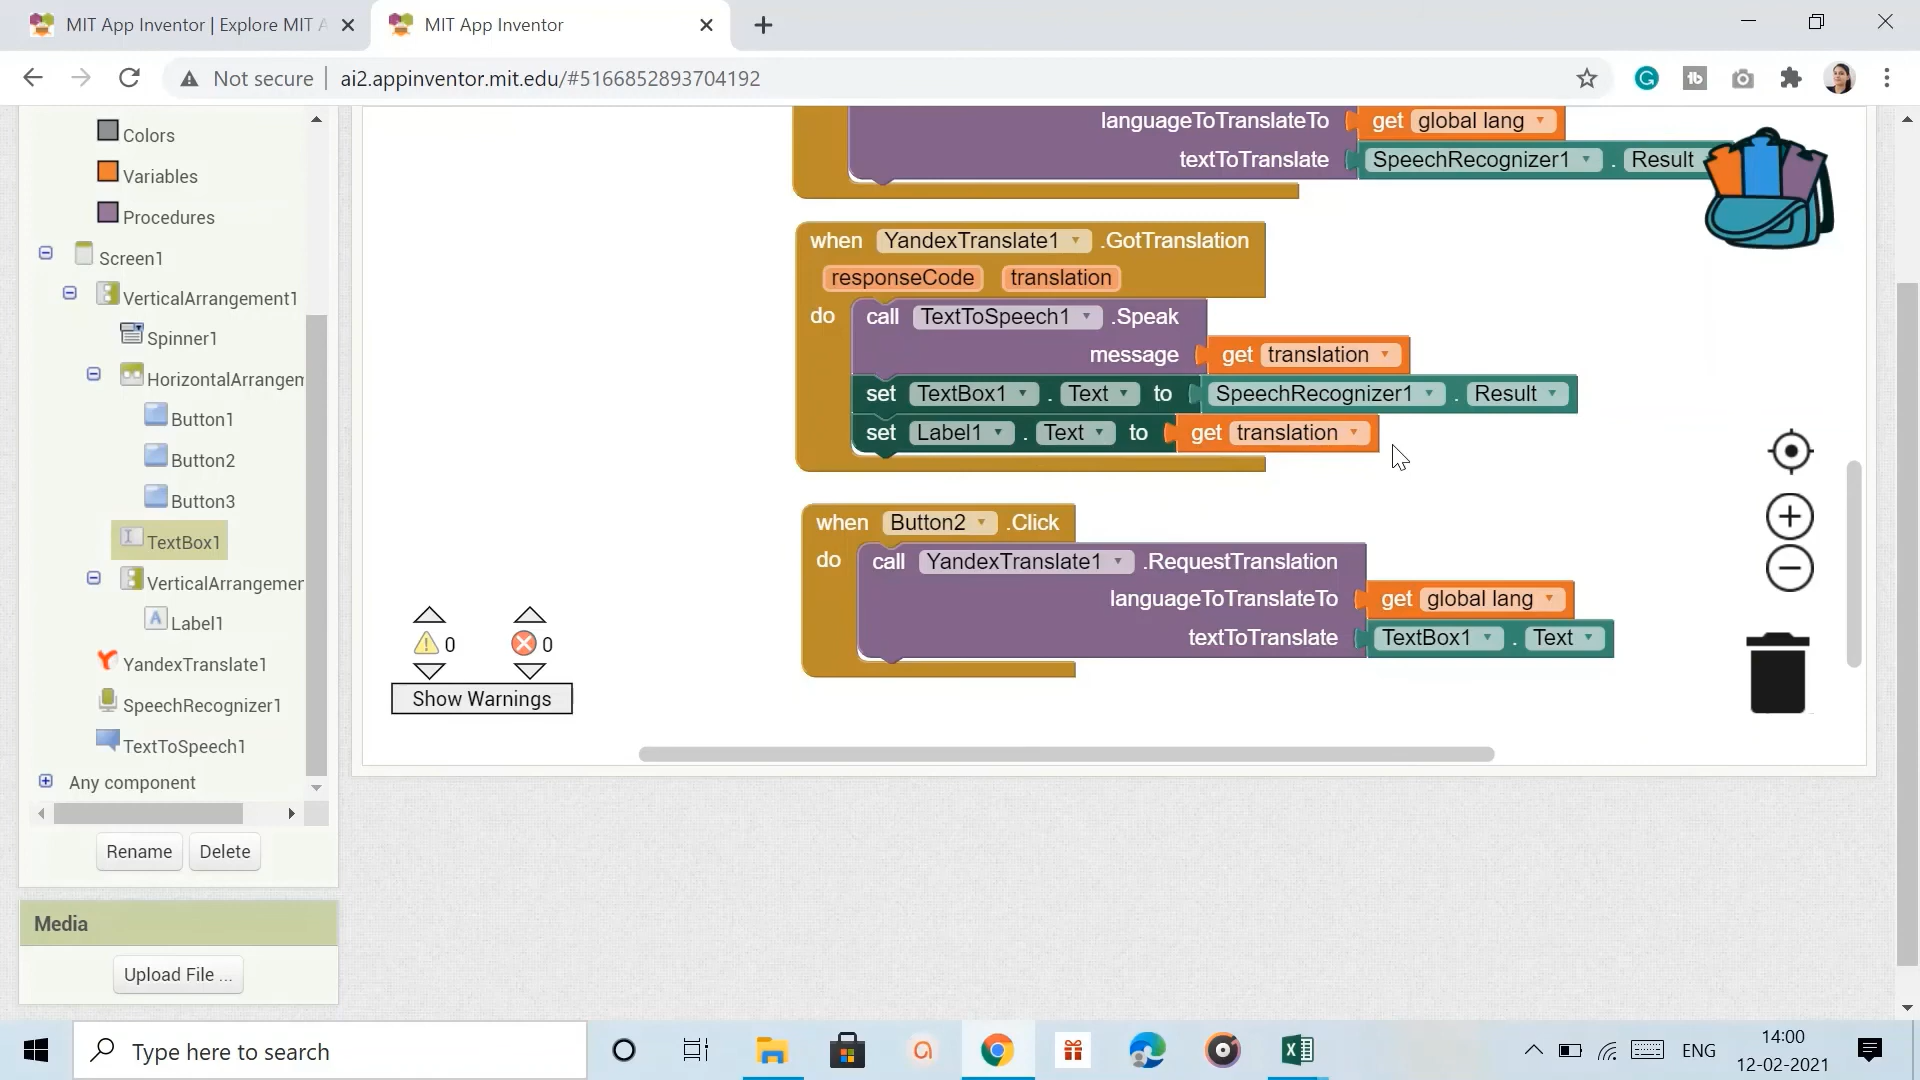 MIT App Inventor | Explore MIT A
MIT App Inventor
Not secure
ai2.appinventor.mit.edu/#5166852893704192
Colors
Variables
Procedures
Screen1
VerticalArrangement1
Spinner1
HorizontalArrangem
Button1
Button2
Button3
TextBox1
VerticalArrangemer
Label1
YandexTranslate1
SpeechRecognizer1
TextToSpeech1
Any component
Rename
Delete
Media
Upload File ...
languageToTranslateTo get global lang
textToTranslate SpeechRecognizer1 . Result
when YandexTranslate1 .GotTranslation
responseCode translation
do call TextToSpeech1 .Speak
message get translation
set TextBox1 . Text to SpeechRecognizer1 . Result
set Label1 . Text to get translation
when Button2 .Click
do call YandexTranslate1 .RequestTranslation
languageToTranslateTo get global lang
textToTranslate TextBox1 . Text
0 0
Show Warnings
Type here to search
ENG
14:00
12-02-2021